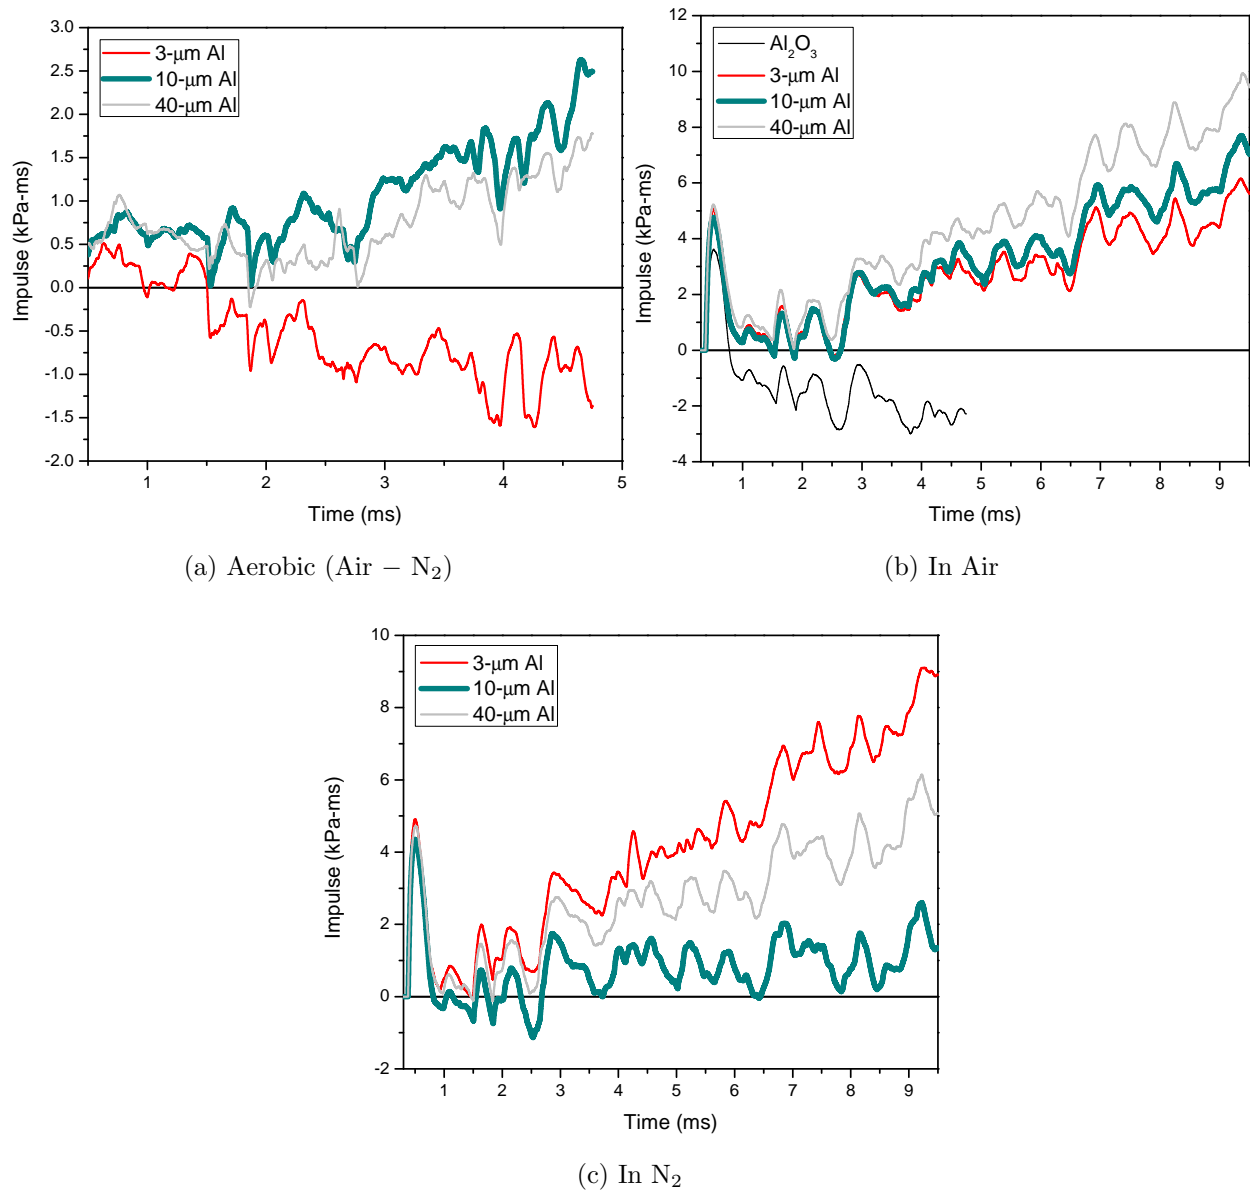 3-μm Al
10-μm Al
40-μm Al
3.0
2.5
2.0
1.5
1.0
0.5
0.0
-0.5
-1.0
-1.5
-2.0
Impulse (kPa-ms)
1 2 3 4 5
Time (ms)
(a) Aerobic (Air − N₂)
Al₂O₃
3-μm Al
10-μm Al
40-μm Al
12
10
8
6
4
2
0
-2
-4
Impulse (kPa-ms)
1 2 3 4 5 6 7 8 9
Time (ms)
(b) In Air
3-μm Al
10-μm Al
40-μm Al
10
8
6
4
2
0
-2
Impulse (kPa-ms)
1 2 3 4 5 6 7 8 9
Time (ms)
(c) In N₂